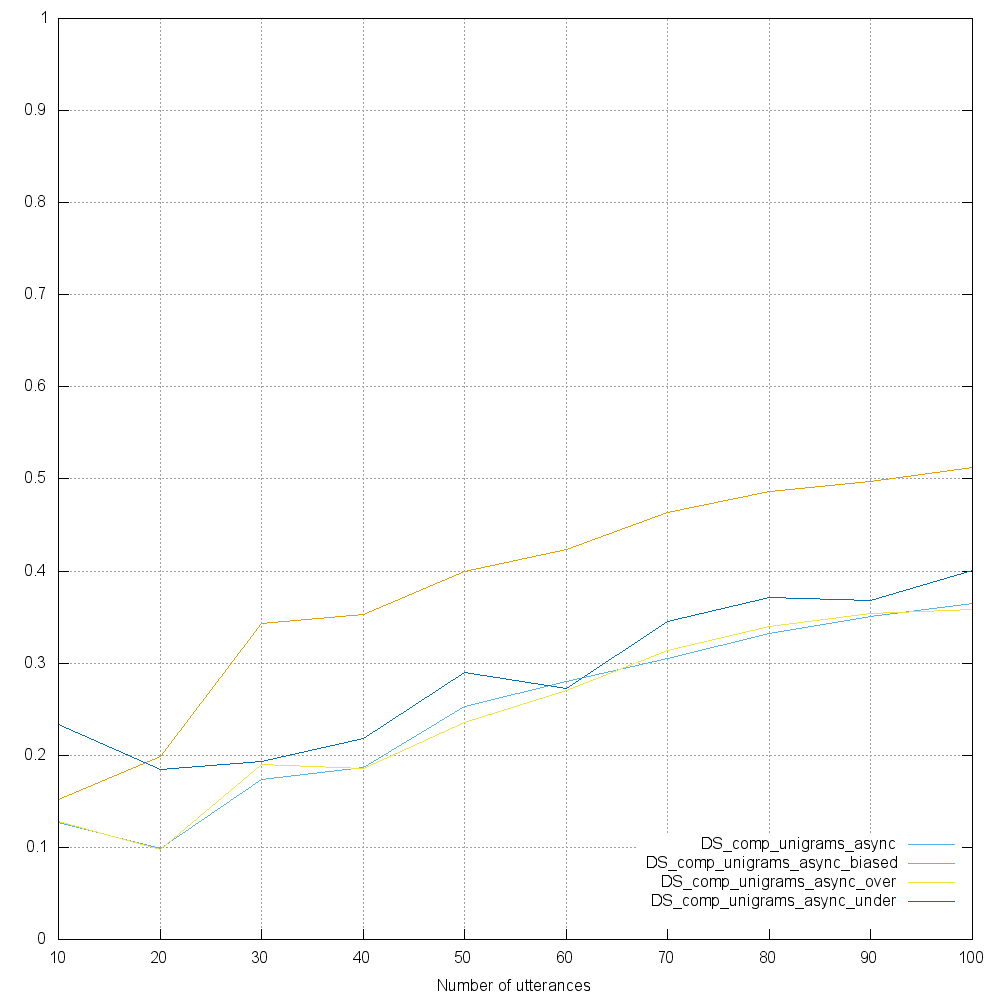 1
0.9
0.8
0.7
0.6
0.5
0.4
0.3
0.2
0.1
0
DS_comp_unigrams_async
DS_comp_unigrams_async_biased
DS_comp_unigrams_async_over
DS_comp_unigrams_async_under
10 20 30 40 50 60 70 80 90 100
Number of utterances